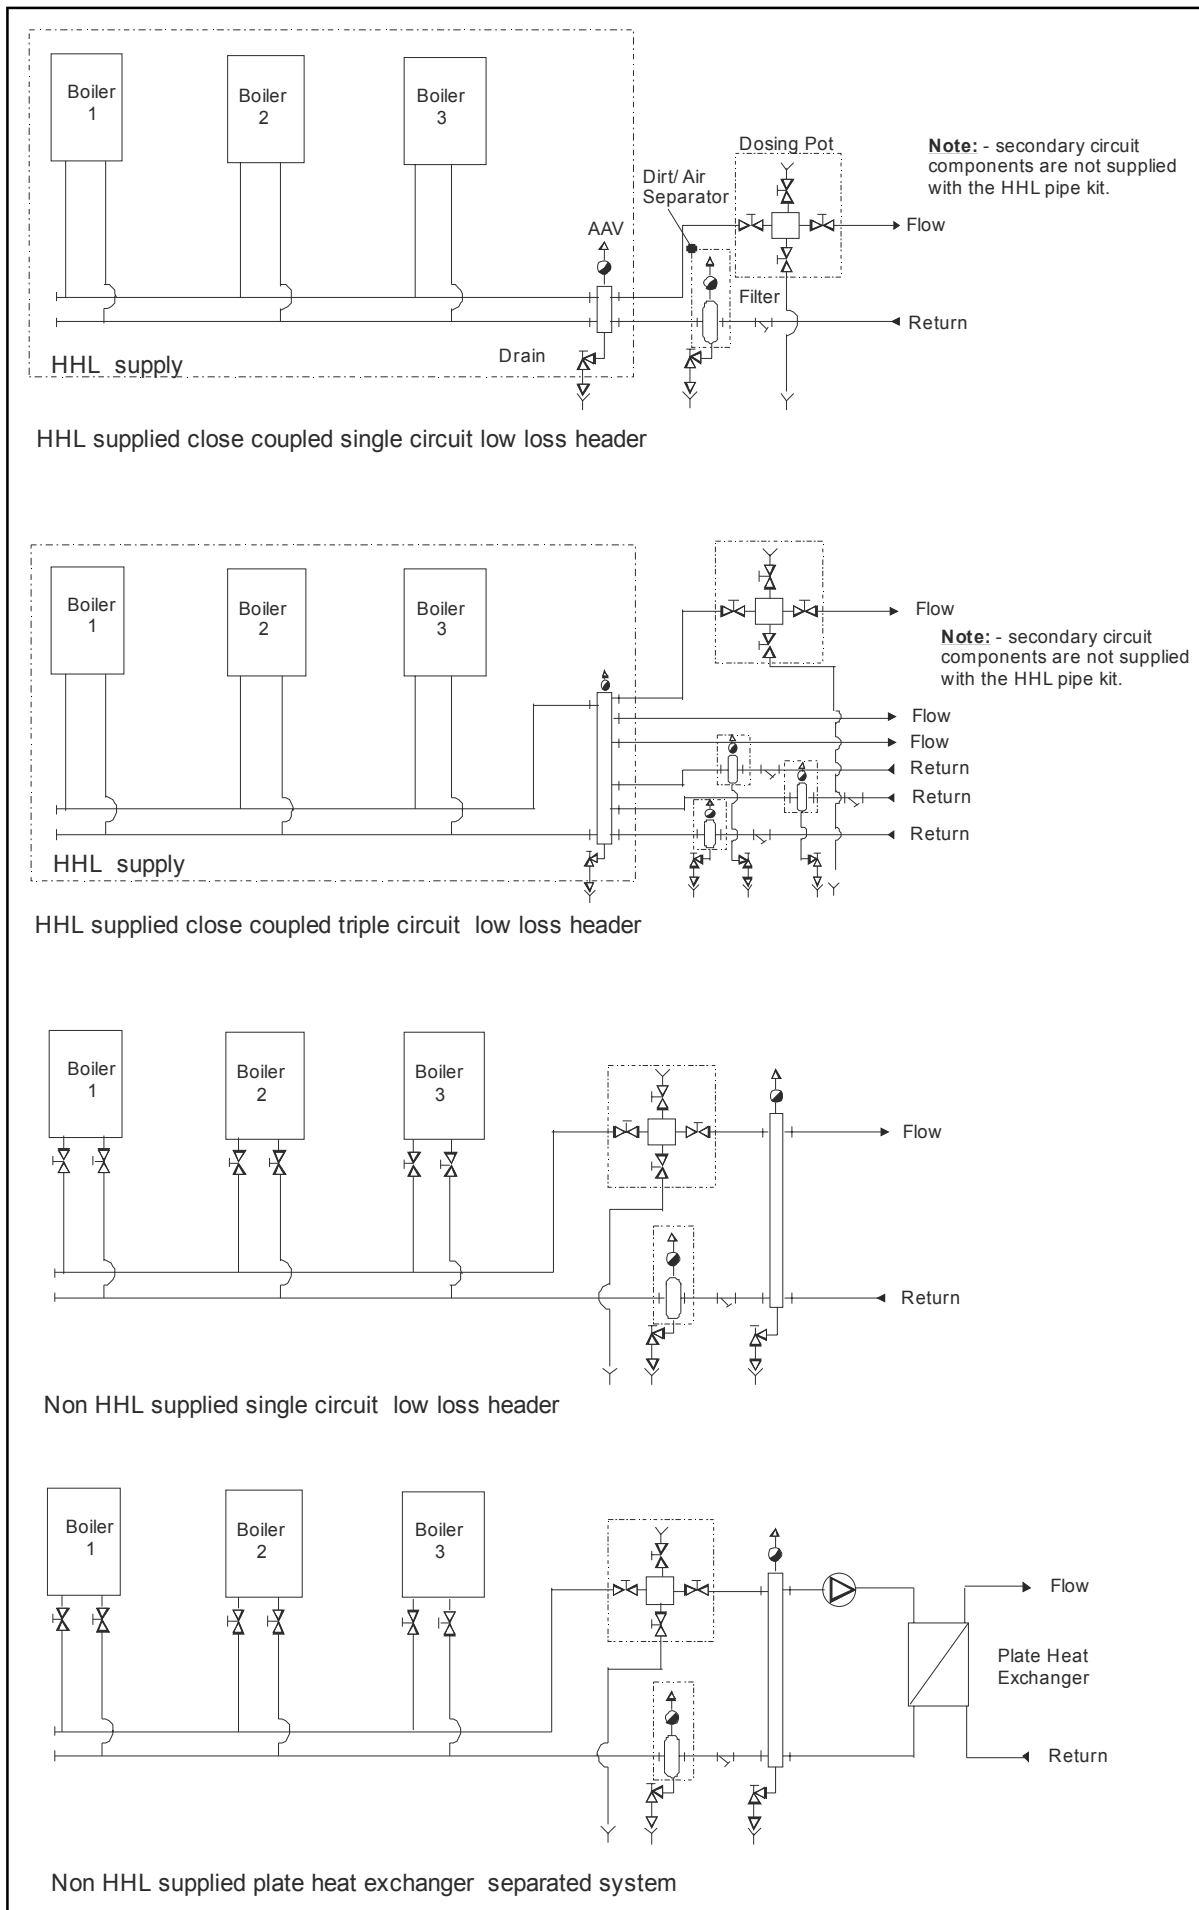 Boiler
1
Boiler
2
Boiler
3
Dosing Pot
Note: - secondary circuit
components are not supplied
with the HHL pipe kit.
Dirt/ Air
Separator
AAV
Flow
Filter
Return
Drain
HHL supply
HHL supplied close coupled single circuit low loss header
Boiler
1
Boiler
2
Boiler
3
Flow
Note: - secondary circuit
components are not supplied
with the HHL pipe kit.
Flow
Flow
Return
Return
Return
HHL supply
HHL supplied close coupled triple circuit low loss header
Boiler
1
Boiler
2
Boiler
3
Flow
Return
Non HHL supplied single circuit low loss header
Boiler
1
Boiler
2
Boiler
3
Flow
Plate Heat
Exchanger
Return
Non HHL supplied plate heat exchanger separated system